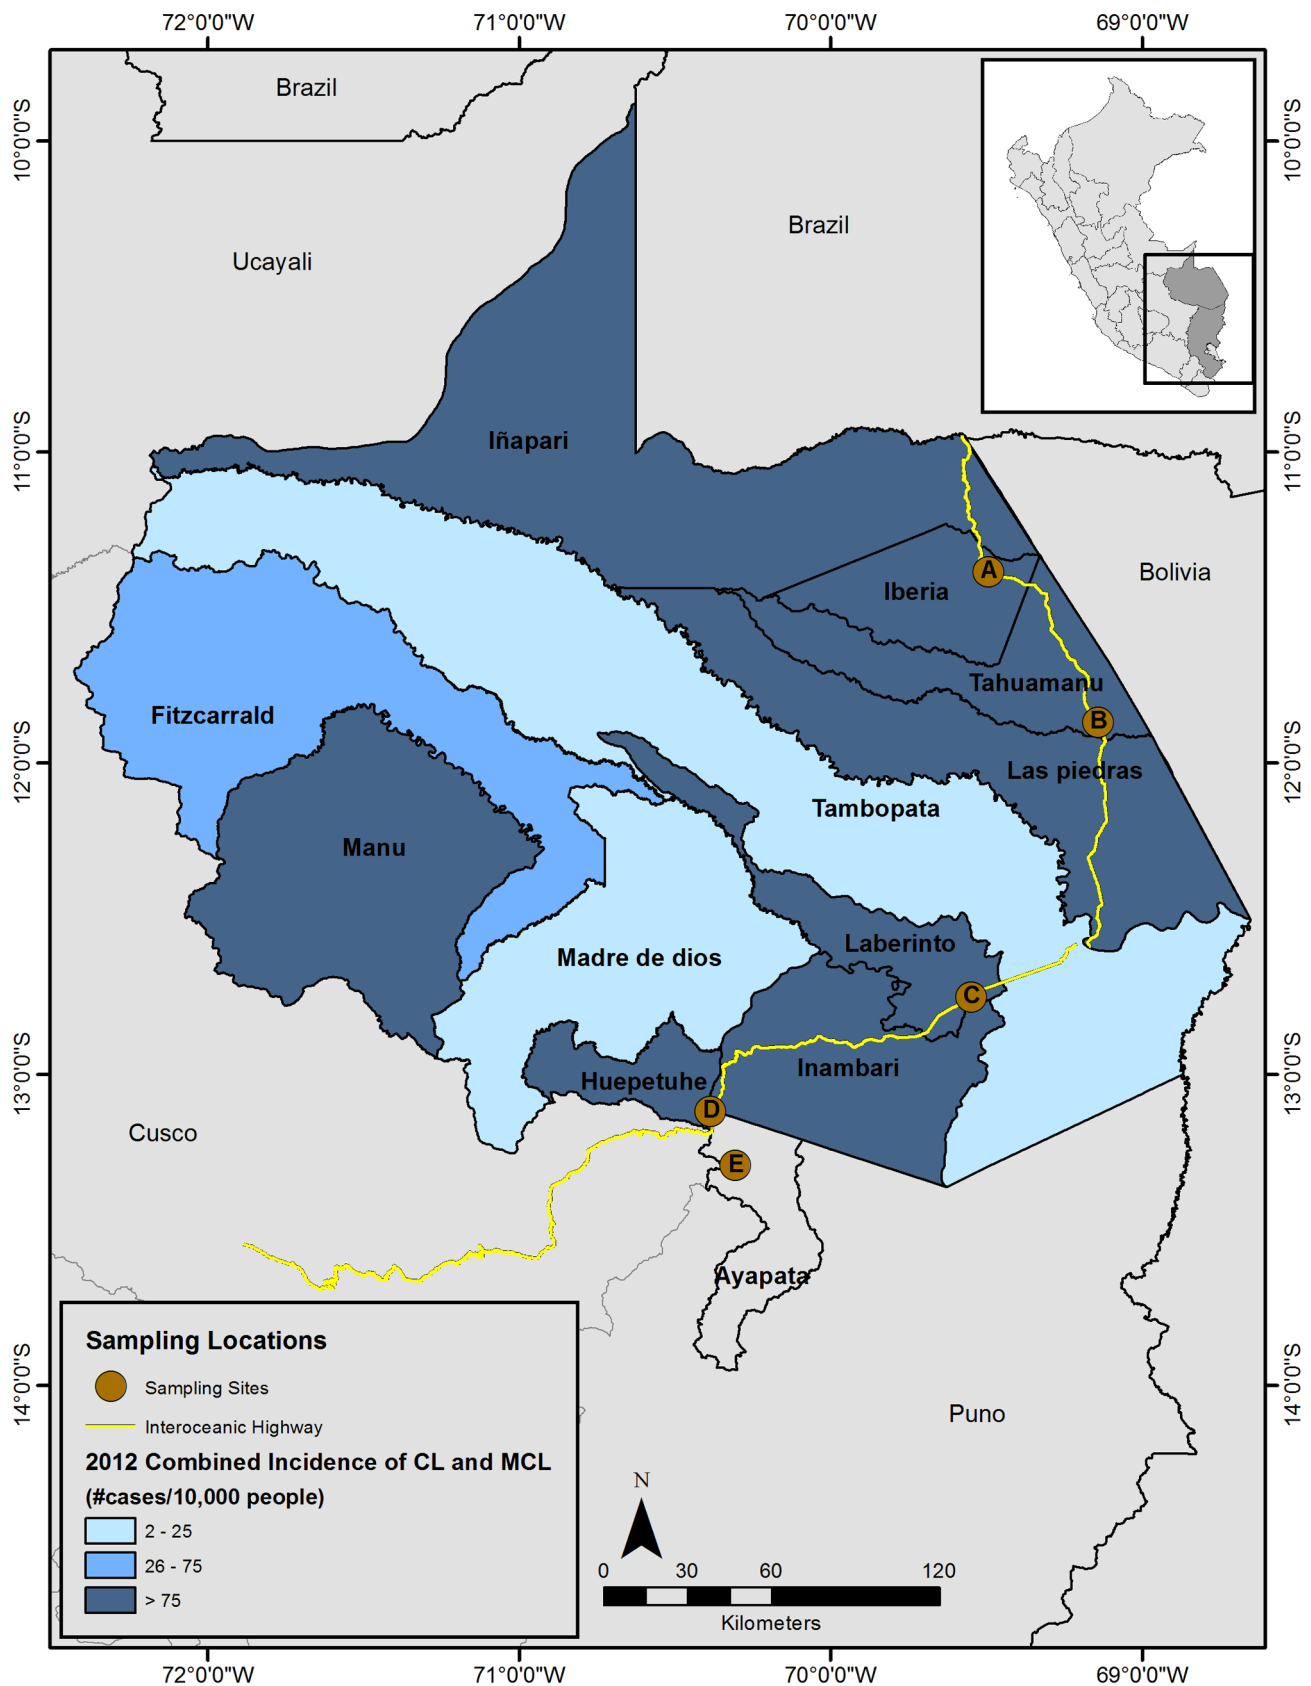 72°0'0"W
71°0'0"W
70°0'0"W
69°0'0"W
10°0'0"S
10°0'0"S
Brazil
Brazil
Ucayali
11°0'0"S
11°0'0"S
Iñapari
Bolivia
A
Iberia
Tahuamanu
Fitzcarrald
B
12°0'0"S
12°0'0"S
Las piedras
Tambopata
Manu
Laberinto
Madre de dios
C
13°0'0"S
13°0'0"S
Inambari
Huepetuhe
D
Cusco
E
Ayapata
14°0'0"S
14°0'0"S
Puno
Sampling Locations
Sampling Sites
Interoceanic Highway
2012 Combined Incidence of CL and MCL
(#cases/10,000 people)
2 - 25
26 - 75
> 75
N
0 30 60 120
Kilometers
72°0'0"W
71°0'0"W
70°0'0"W
69°0'0"W